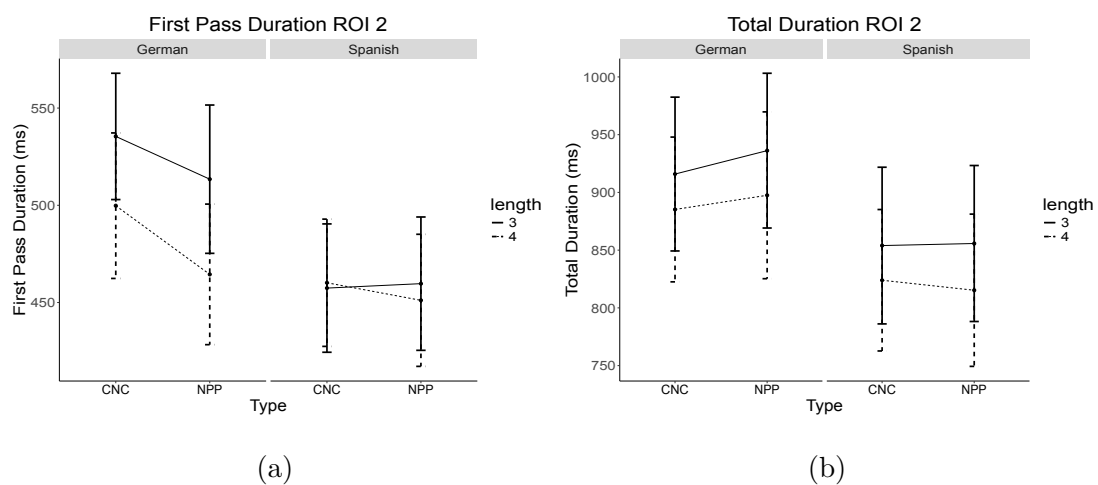 First Pass Duration ROI 2
German Spanish
First Pass Duration (ms)
550
500
450
CNC NPP CNC NPP
Type
length
3
4
(a)
Total Duration ROI 2
German Spanish
Total Duration (ms)
1000
950
900
850
800
750
CNC NPP CNC NPP
Type
length
3
4
(b)